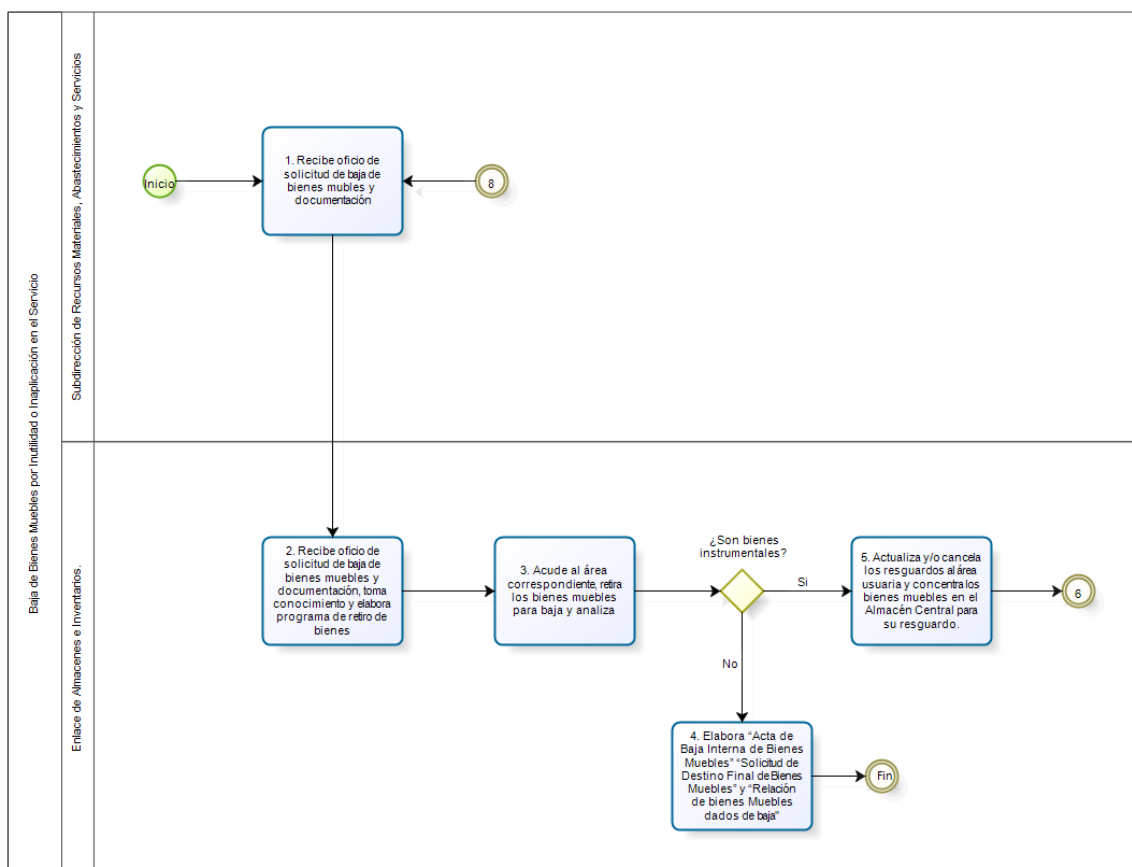 Baja de Bienes Muebles por Inutilidad o Inaplicación en el Servicio
Subdirección de Recursos Materiales, Abastecimientos y Servicios
Inicio
1. Recibe oficio de
solicitud de baja de
bienes mubles y
documentación
8
Enlace de Almacenes e Inventarios.
2. Recibe oficio de
solicitud de baja de
bienes muebles y
documentación, toma
conocimiento y elabora
programa de retiro de
bienes
3. Acude al área
correspondiente, retira
los bienes muebles
para baja y analiza
¿Son bienes
instrumentales?
Si
5. Actualiza y/o cancela
los resguardos al área
usuaria y concentra los
bienes muebles en el
Almacén Central para
su resguardo.
6
No
4. Elabora “Acta de
Baja Interna de Bienes
Muebles” “Solicitud de
Destino Final de Bienes
Muebles” y “Relación
de bienes Muebles
dados de baja”
Fin